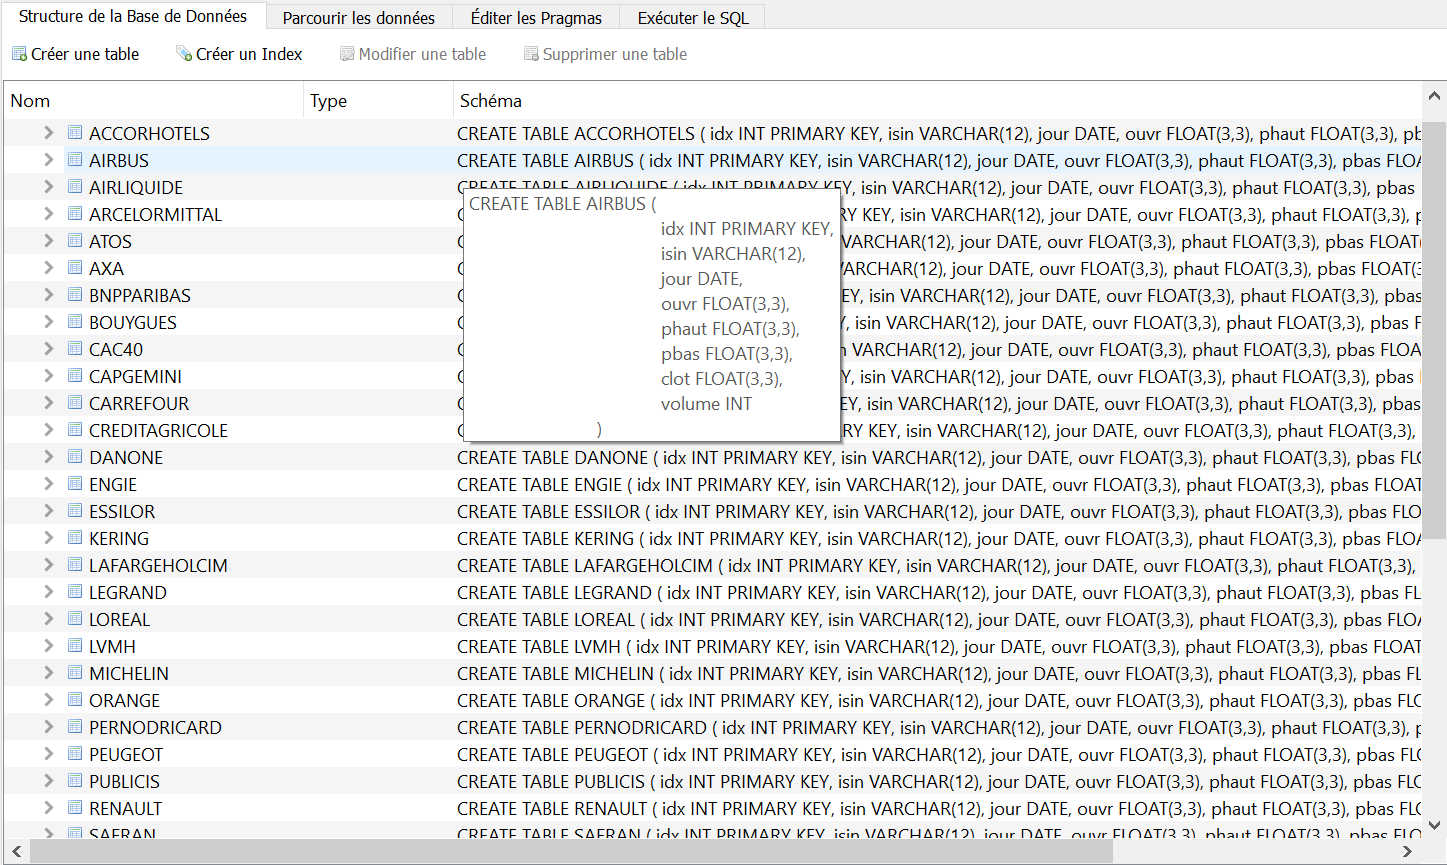 Structure de la Base de Données Parcourir les données Éditer les Pragmas Exécuter le SQL
Créer une table Créer un Index Modifier une table Supprimer une table
Nom Type Schéma
ACCORHOTELS CREATE TABLE ACCORHOTELS ( idx INT PRIMARY KEY, isin VARCHAR(12), jour DATE, ouvr FLOAT(3,3), phaut FLOAT(3,3), pb
AIRBUS CREATE TABLE AIRBUS ( idx INT PRIMARY KEY, isin VARCHAR(12), jour DATE, ouvr FLOAT(3,3), phaut FLOAT(3,3), pbas FLOA
AIRLIQUIDE CREATE TABLE AIRLIQUIDE ( idx INT PRIMARY KEY, isin VARCHAR(12), jour DATE, ouvr FLOAT(3,3), phaut FLOAT(3,3), pbas
ARCELORMITTAL KEY, isin VARCHAR(12), jour DATE, ouvr FLOAT(3,3), phaut FLOAT(3,3),
ATOS VARCHAR(12), jour DATE, ouvr FLOAT(3,3), phaut FLOAT(3,3), pbas FLOAT(
AXA VARCHAR(12), jour DATE, ouvr FLOAT(3,3), phaut FLOAT(3,3), pbas FLOAT(3
BNPPARIBAS EY, isin VARCHAR(12), jour DATE, ouvr FLOAT(3,3), phaut FLOAT(3,3), pbas
BOUYGUES isin VARCHAR(12), jour DATE, ouvr FLOAT(3,3), phaut FLOAT(3,3), pbas F
CAC40 VARCHAR(12), jour DATE, ouvr FLOAT(3,3), phaut FLOAT(3,3), pbas FLOA
CAPGEMINI Y, isin VARCHAR(12), jour DATE, ouvr FLOAT(3,3), phaut FLOAT(3,3), pbas
CARREFOUR EY, isin VARCHAR(12), jour DATE, ouvr FLOAT(3,3), phaut FLOAT(3,3), pbas
CREDITAGRICOLE KEY, isin VARCHAR(12), jour DATE, ouvr FLOAT(3,3), phaut FLOAT(3,3),
CREATE TABLE AIRBUS (
idx INT PRIMARY KEY,
isin VARCHAR(12),
jour DATE,
ouvr FLOAT(3,3),
phaut FLOAT(3,3),
pbas FLOAT(3,3),
clot FLOAT(3,3),
volume INT
)
DANONE CREATE TABLE DANONE ( idx INT PRIMARY KEY, isin VARCHAR(12), jour DATE, ouvr FLOAT(3,3), phaut FLOAT(3,3), pbas FLO
ENGIE CREATE TABLE ENGIE ( idx INT PRIMARY KEY, isin VARCHAR(12), jour DATE, ouvr FLOAT(3,3), phaut FLOAT(3,3), pbas FLOAT
ESSILOR CREATE TABLE ESSILOR ( idx INT PRIMARY KEY, isin VARCHAR(12), jour DATE, ouvr FLOAT(3,3), phaut FLOAT(3,3), pbas FLO
KERING CREATE TABLE KERING ( idx INT PRIMARY KEY, isin VARCHAR(12), jour DATE, ouvr FLOAT(3,3), phaut FLOAT(3,3), pbas FLOA
LAFARGEHOLCIM CREATE TABLE LAFARGEHOLCIM ( idx INT PRIMARY KEY, isin VARCHAR(12), jour DATE, ouvr FLOAT(3,3), phaut FLOAT(3,3),
LEGRAND CREATE TABLE LEGRAND ( idx INT PRIMARY KEY, isin VARCHAR(12), jour DATE, ouvr FLOAT(3,3), phaut FLOAT(3,3), pbas FL
LOREAL CREATE TABLE LOREAL ( idx INT PRIMARY KEY, isin VARCHAR(12), jour DATE, ouvr FLOAT(3,3), phaut FLOAT(3,3), pbas FLOA
LVMH CREATE TABLE LVMH ( idx INT PRIMARY KEY, isin VARCHAR(12), jour DATE, ouvr FLOAT(3,3), phaut FLOAT(3,3), pbas FLOAT
MICHELIN CREATE TABLE MICHELIN ( idx INT PRIMARY KEY, isin VARCHAR(12), jour DATE, ouvr FLOAT(3,3), phaut FLOAT(3,3), pbas FL
ORANGE CREATE TABLE ORANGE ( idx INT PRIMARY KEY, isin VARCHAR(12), jour DATE, ouvr FLOAT(3,3), phaut FLOAT(3,3), pbas FLO
PERNODRICARD CREATE TABLE PERNODRICARD ( idx INT PRIMARY KEY, isin VARCHAR(12), jour DATE, ouvr FLOAT(3,3), phaut FLOAT(3,3), p
PEUGEOT CREATE TABLE PEUGEOT ( idx INT PRIMARY KEY, isin VARCHAR(12), jour DATE, ouvr FLOAT(3,3), phaut FLOAT(3,3), pbas FL
PUBLICIS CREATE TABLE PUBLICIS ( idx INT PRIMARY KEY, isin VARCHAR(12), jour DATE, ouvr FLOAT(3,3), phaut FLOAT(3,3), pbas FLO
RENAULT CREATE TABLE RENAULT ( idx INT PRIMARY KEY, isin VARCHAR(12), jour DATE, ouvr FLOAT(3,3), phaut FLOAT(3,3), pbas FL
SAFRAN CREATE TABLE SAFRAN ( idx INT PRIMARY KEY, isin VARCHAR(12), jour DATE, ouvr FLOAT(3,3), phaut FLOAT(3,3), pbas FLO